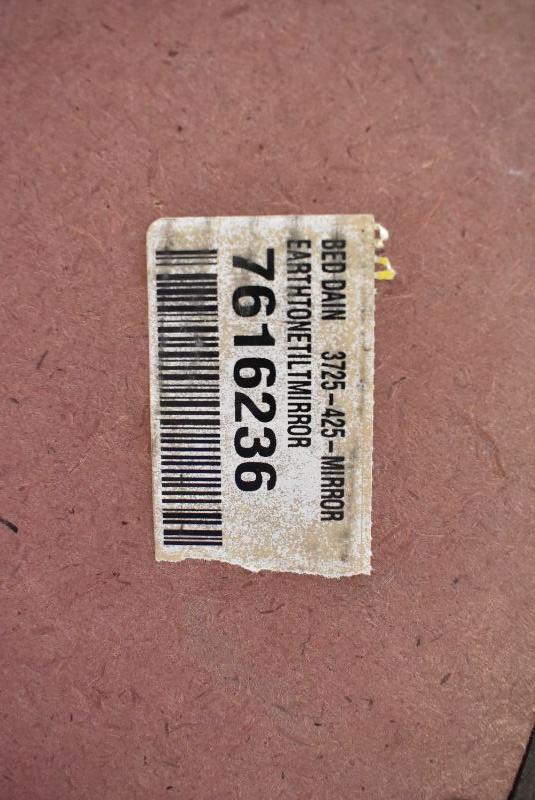 BED DAIN 3725-425-MIRROR
EARTHTONETILTMIRROR
7616236